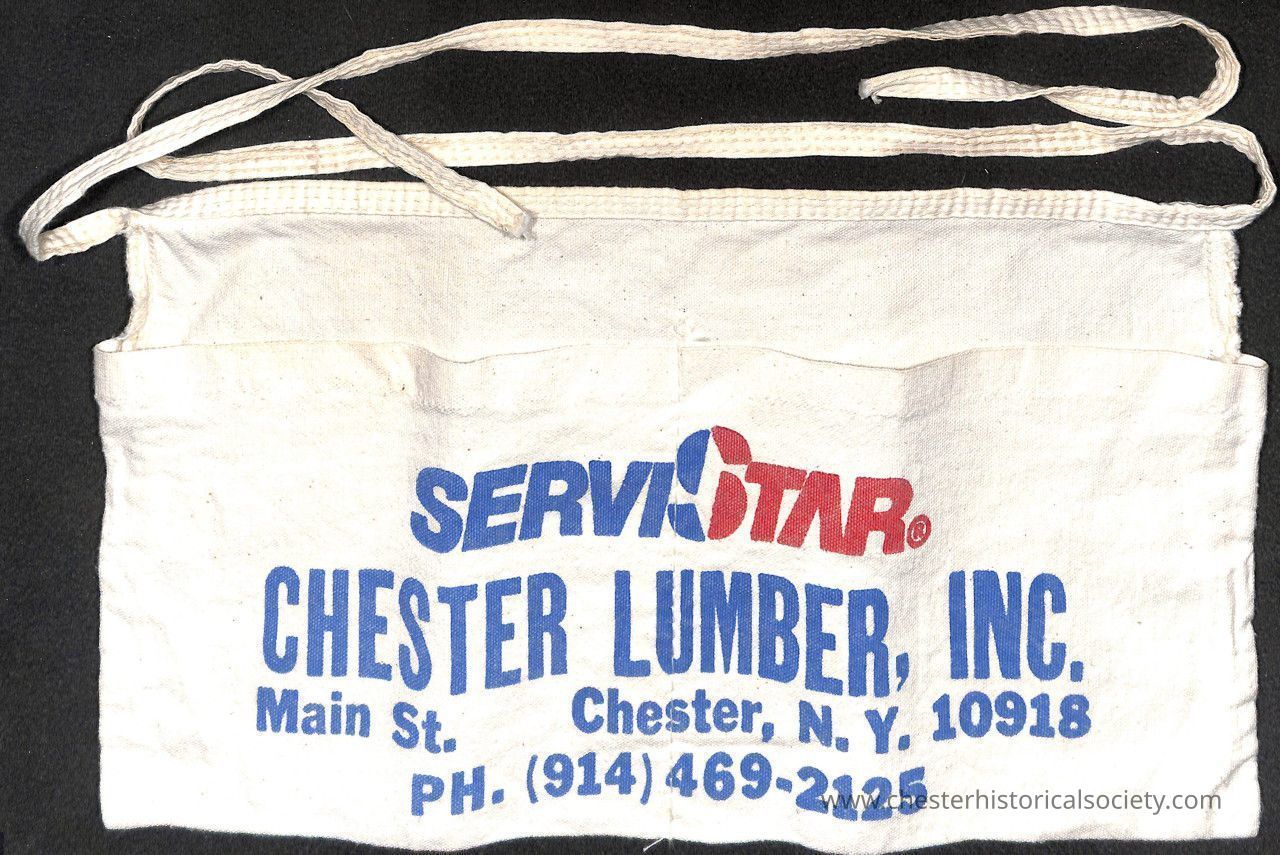 SERVISTAR®
CHESTER LUMBER, INC.
Main St. Chester, N. Y. 10918
PH. (914) 469-2125
www.chesterhistoricalsociety.com